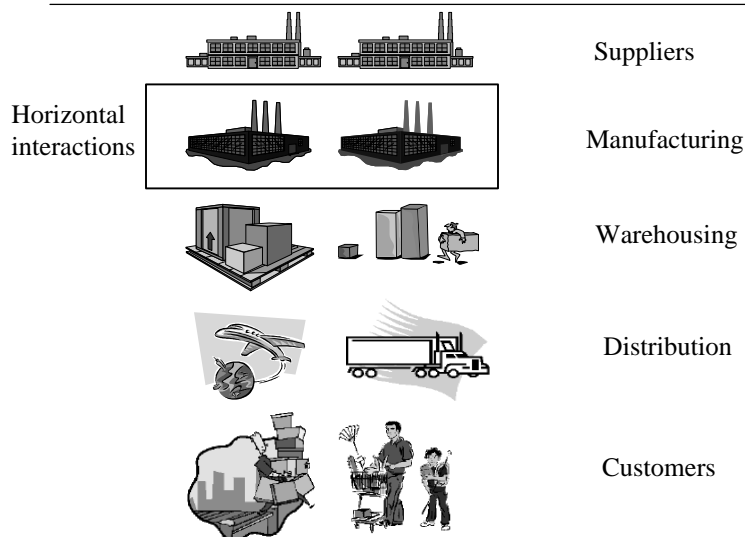 Suppliers
Horizontal
interactions
Manufacturing
Warehousing
Distribution
Customers